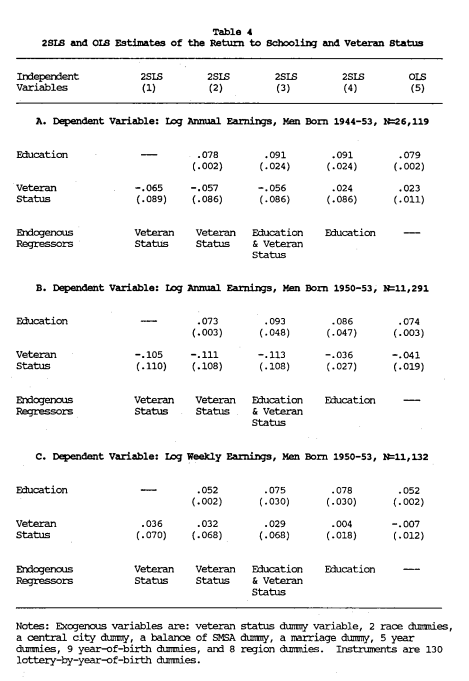 Table 4
2SLS and OLS Estimates of the Return to Schooling and Veteran Status
Independent 2SLS 2SLS 2SLS 2SLS OLS
Variables (1) (2) (3) (4) (5)
A. Dependent Variable: Log Annual Earnings, Men Born 1944-53, N=26,119
Education — .078 .091 .091 .079
(.002) (.024) (.024) (.002)
Veteran -.065 -.057 -.056 .024 .023
Status (.089) (.086) (.086) (.086) (.011)
Endogenous Veteran Veteran Education Education —
Regressors Status Status & Veteran
Status
B. Dependent Variable: Log Annual Earnings, Men Born 1950-53, N=11,291
Education — .073 .093 .086 .074
(.003) (.048) (.047) (.003)
Veteran -.105 -.111 -.113 -.036 -.041
Status (.110) (.108) (.108) (.027) (.019)
Endogenous Veteran Veteran Education Education —
Regressors Status Status & Veteran
Status
C. Dependent Variable: Log Weekly Earnings, Men Born 1950-53, N=11,132
Education — .052 .075 .078 .052
(.002) (.030) (.030) (.002)
Veteran .036 .032 .029 .004 -.007
Status (.070) (.068) (.068) (.018) (.012)
Endogenous Veteran Veteran Education Education —
Regressors Status Status & Veteran
Status
Notes: Exogenous variables are: veteran status dummy variable, 2 race dummies,
a central city dummy, a balance of SMSA dummy, a marriage dummy, 5 year
dummies, 9 year-of-birth dummies, and 8 region dummies. Instruments are 130
lottery-by-year-of-birth dummies.